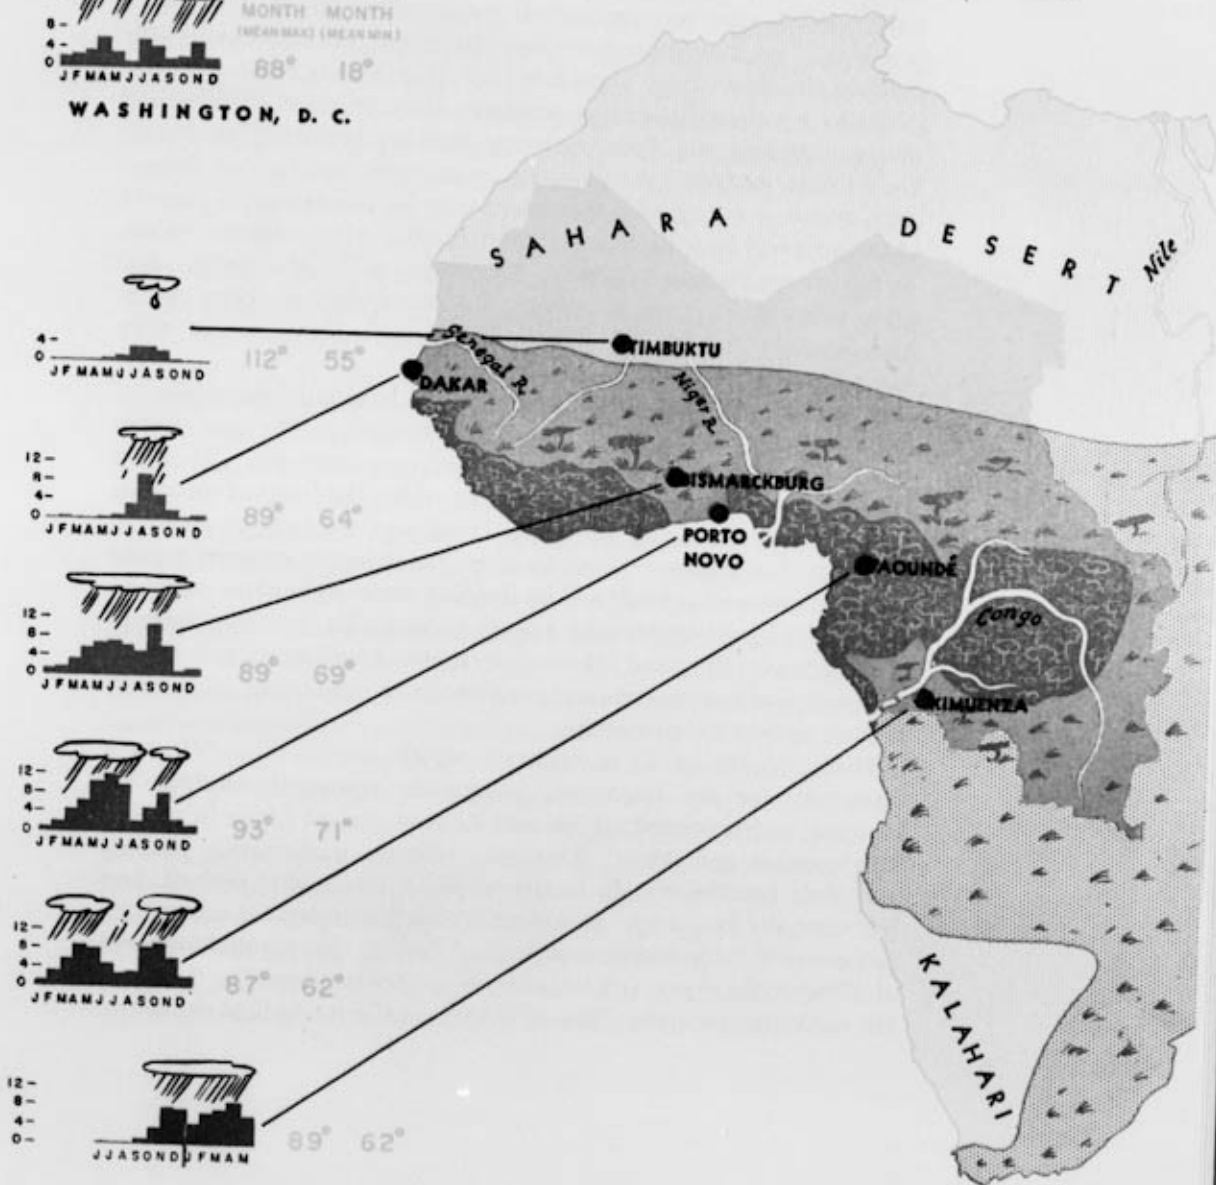 8-
4-
0
J F M A M J J A S O N D
MONTH MONTH
(MEAN MAX) (MEAN MIN)
88° 18°
WASHINGTON, D. C.
SAHARA DESERT
Nile
4-
0
J F M A M J J A S O N D
112° 55°
Senegal R.
TIMBUKTU
DAKAR
Niger R.
12-
8-
4-
0-
J F M A M J J A S O N D
89° 64°
BISMARCKBURG
PORTO
NOVO
12-
8-
4-
0
J F M A M J J A S O N D
89° 69°
YAOUNDÉ
Congo
KIMUENZA
12-
8-
4-
0
J F M A M J J A S O N D
93° 71°
12-
8-
4-
0-
J F M A M J J A S O N D
87° 62°
KALAHARI
12-
8-
4-
0-
J J A S O N D J F M A M
89° 62°